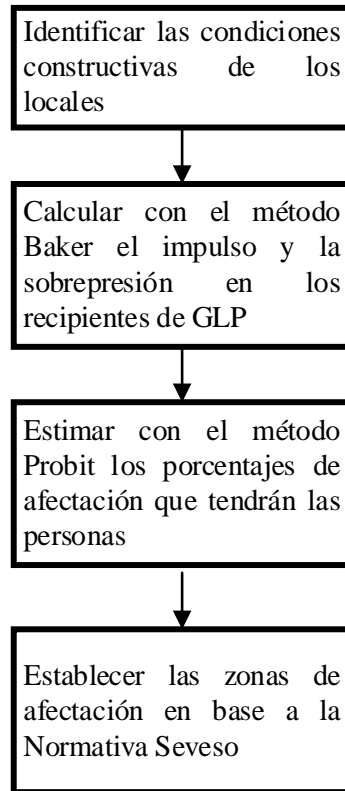 Identificar las condiciones
constructivas de los
locales
Calcular con el método
Baker el impulso y la
sobrepresión en los
recipientes de GLP
Estimar con el método
Probit los porcentajes de
afectación que tendrán las
personas
Establecer las zonas de
afectación en base a la
Normativa Seveso